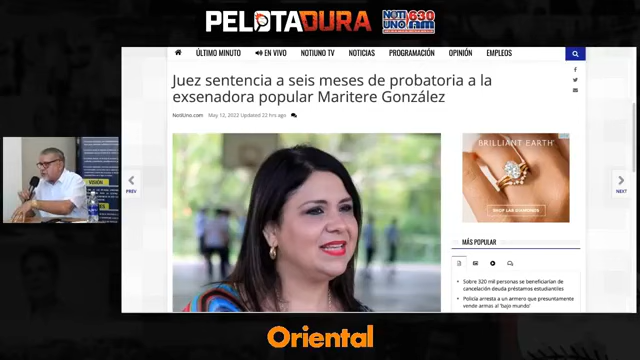 PELOTADURA
NOTI UNO 630 AM
ÚLTIMO MINUTO EN VIVO NOTIUNO TV NOTICIAS PROGRAMACIÓN OPINIÓN EMPLEOS
Juez sentencia a seis meses de probatoria a la
exsenadora popular Maritere González
NotiUno.com May 12, 2022 Updated 22 hrs ago
BRILLIANT EARTH
SHOP LAB DIAMONDS
PREV
NEXT
MÁS POPULAR
Sobre 320 mil personas se beneficiarían de
cancelación deuda préstamos estudiantiles
Policía arresta a un armero que presuntamente
vende armas al 'bajo mundo'
VISIÓN
Oriental